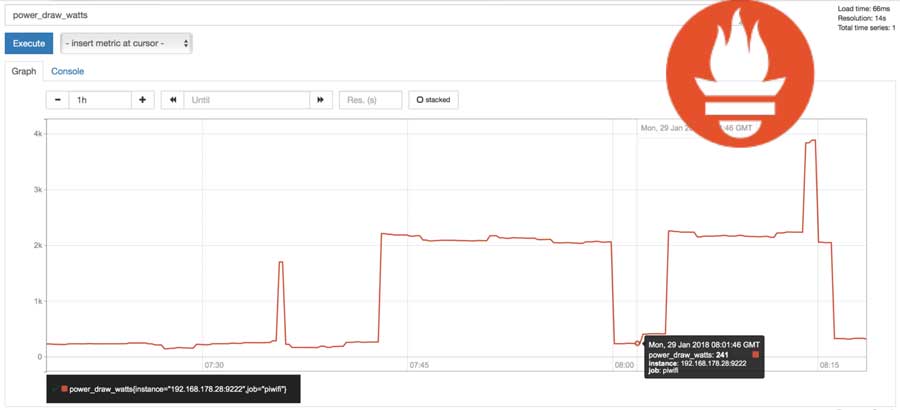 power_draw_watts
Load time: 66ms
Resolution: 14s
Total time series: 1
Execute
- insert metric at cursor -
Graph
Console
1h
Until
Res. (s)
stacked
Mon, 29 Jan :46 GMT
4k
3k
2k
1k
0
07:30
07:45
08:00
08:15
Mon, 29 Jan 2018 08:01:46 GMT
power_draw_watts: 241
instance: 192.168.178.28:9222
job: piwifi
power_draw_watts{instance="192.168.178.28:9222",job="piwifi"}